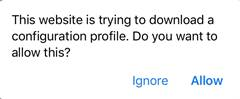 This website is trying to download a
configuration profile. Do you want to
allow this?
Ignore Allow